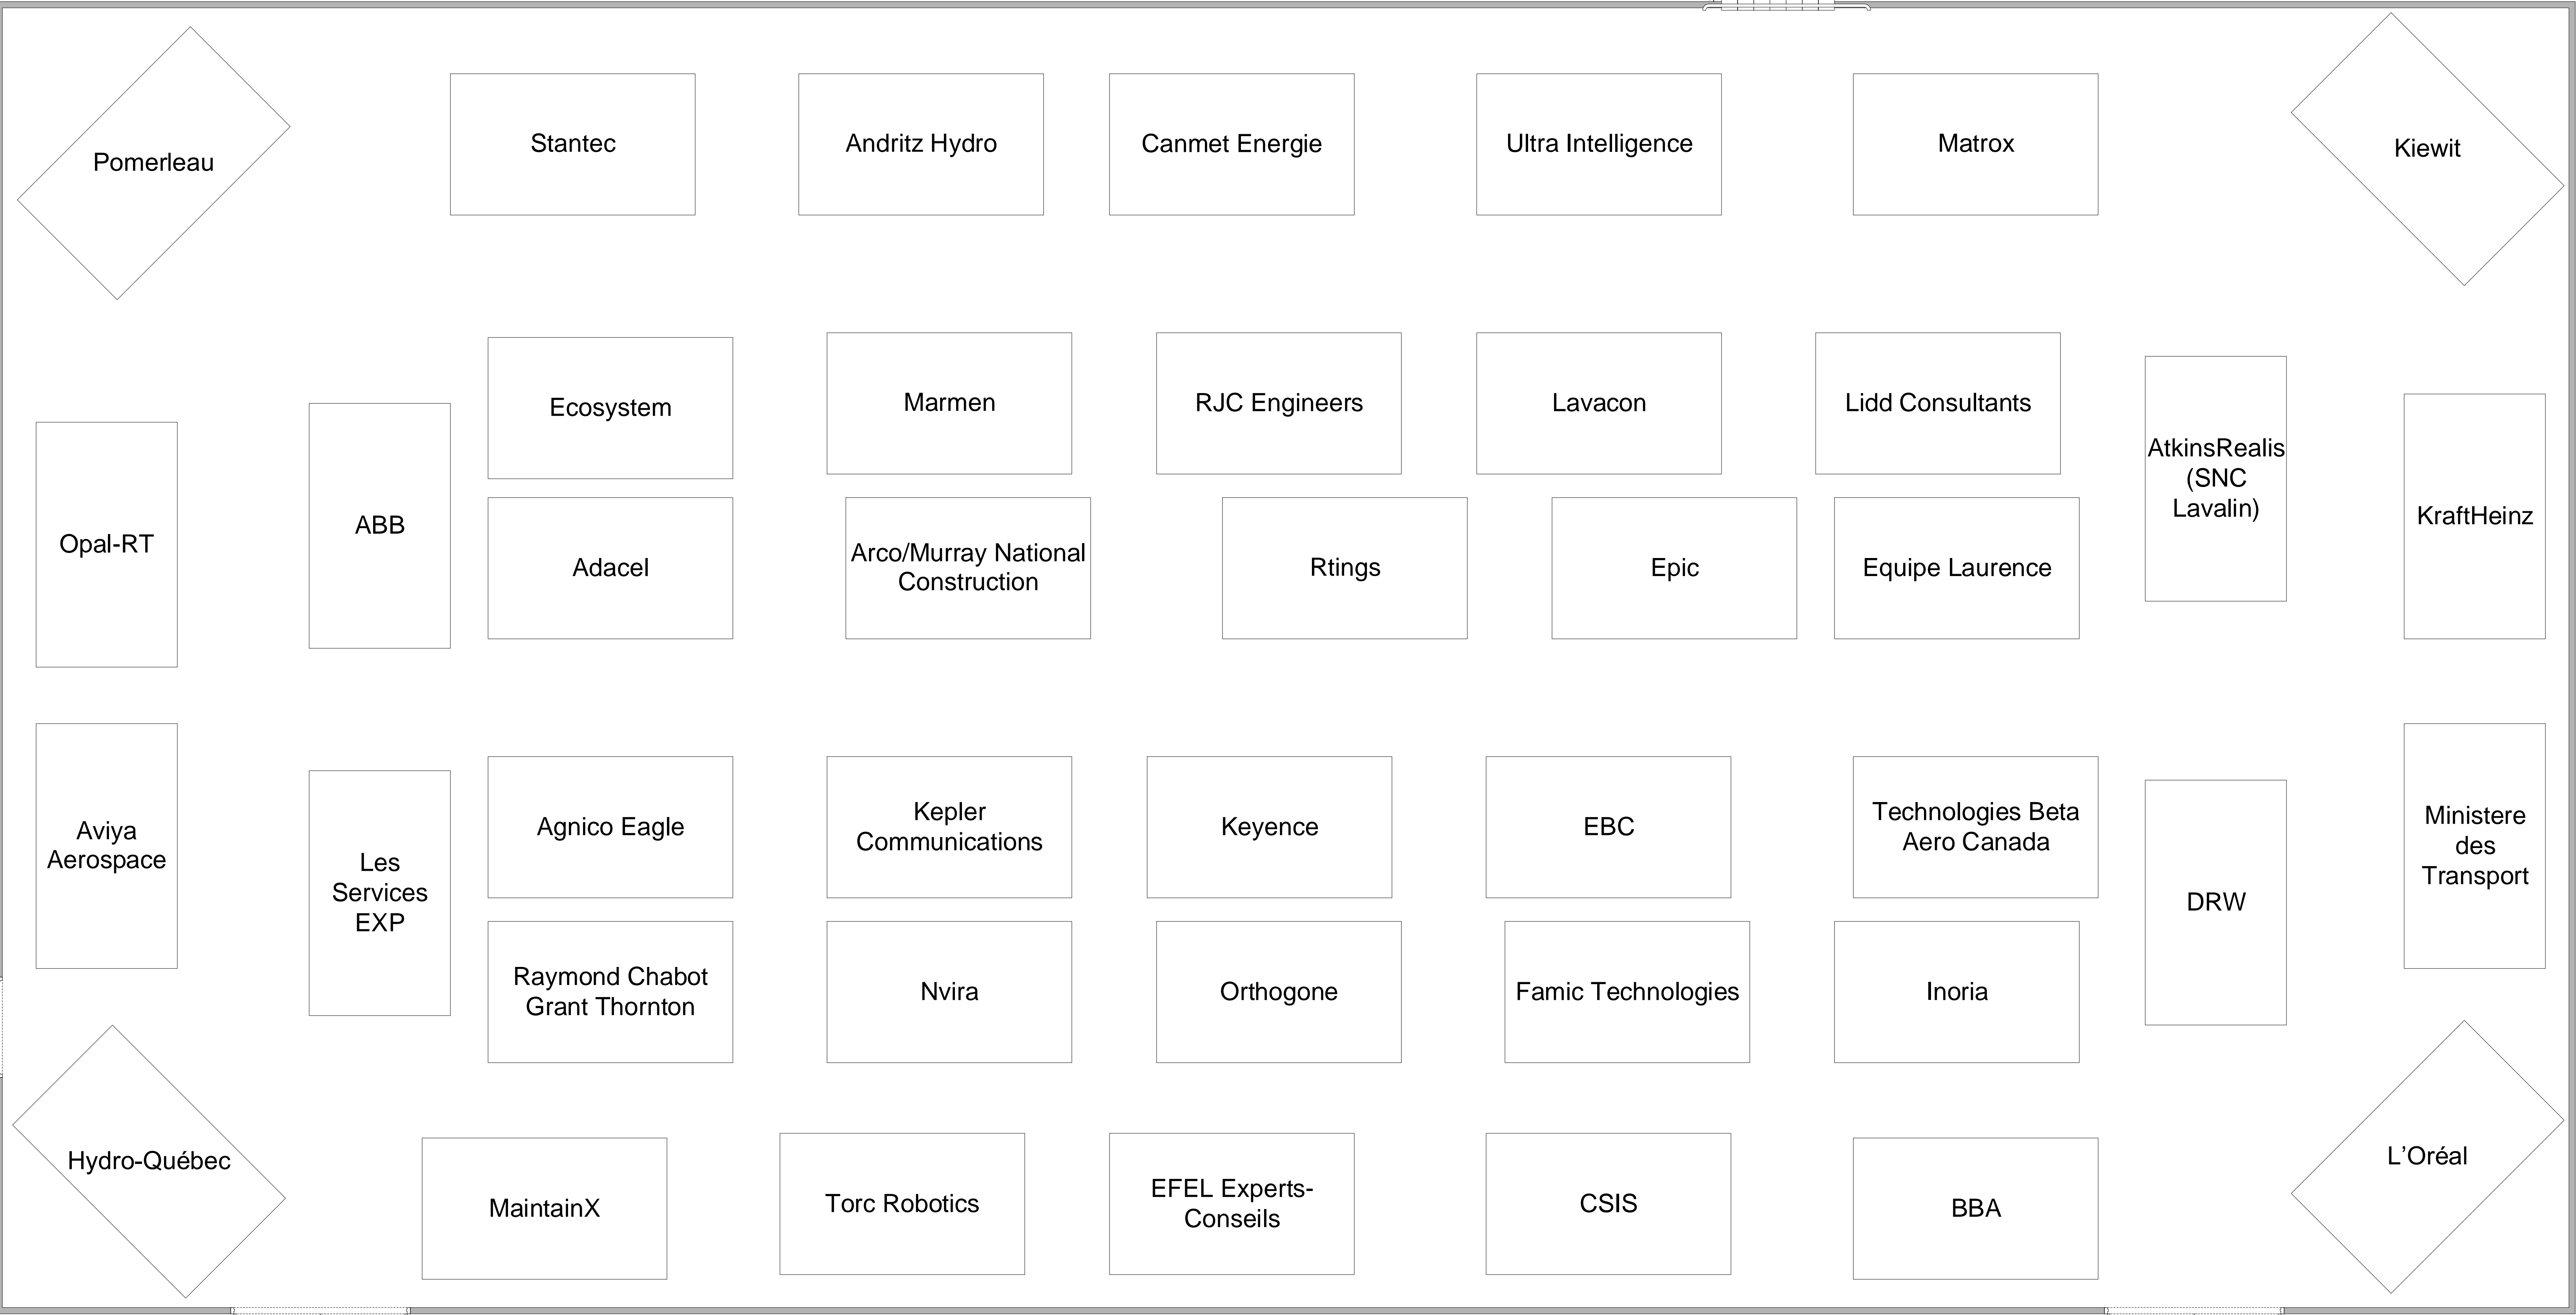 Pomerleau
Stantec
Andritz Hydro
Canmet Energie
Ultra Intelligence
Matrox
Kiewit
Ecosystem
Marmen
RJC Engineers
Lavacon
Lidd Consultants
AtkinsRealis
(SNC
Lavalin)
KraftHeinz
Opal-RT
ABB
Adacel
Arco/Murray National
Construction
Rtings
Epic
Equipe Laurence
Aviya
Aerospace
Les
Services
EXP
Agnico Eagle
Kepler
Communications
Keyence
EBC
Technologies Beta
Aero Canada
DRW
Ministere
des
Transport
Raymond Chabot
Grant Thornton
Nvira
Orthogone
Famic Technologies
Inoria
Hydro-Québec
MaintainX
Torc Robotics
EFEL Experts-
Conseils
CSIS
BBA
L’Oréal